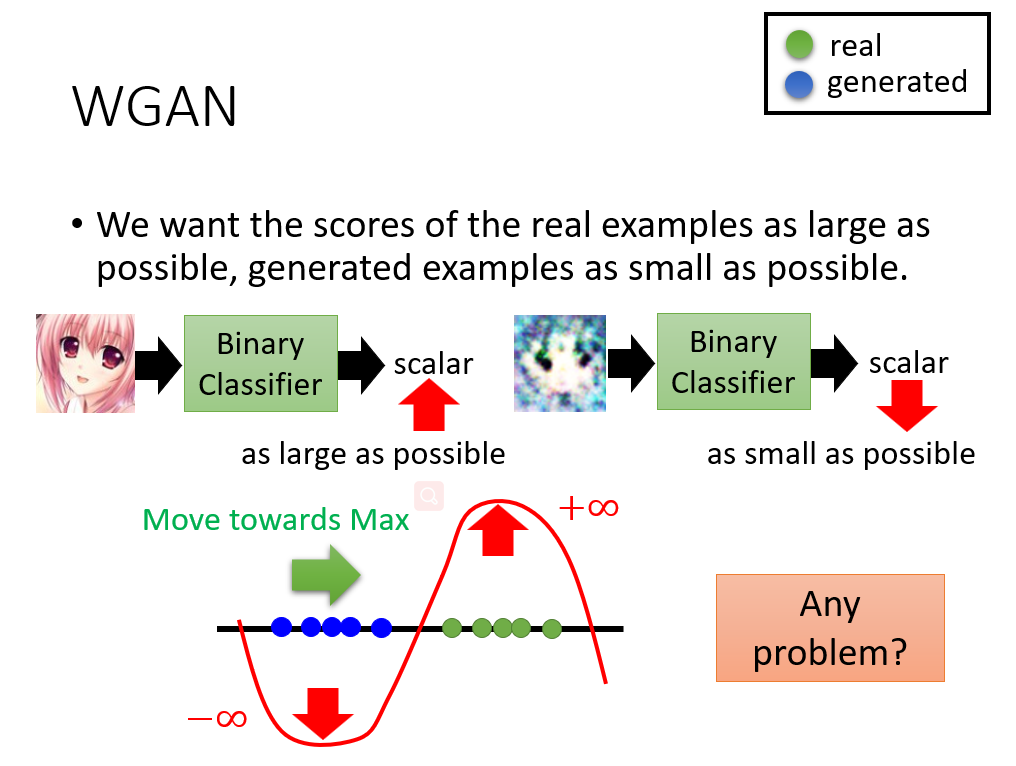 real
generated
WGAN
• We want the scores of the real examples as large as
possible, generated examples as small as possible.
Binary
Classifier
scalar
as large as possible
Binary
Classifier
scalar
as small as possible
Move towards Max
+∞
−∞
Any
problem?